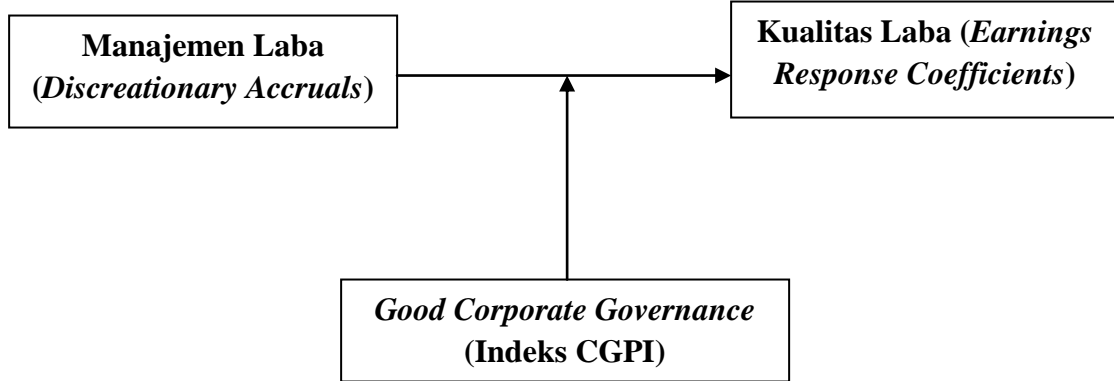 Manajemen Laba
(Discreationary Accruals)
Kualitas Laba (Earnings
Response Coefficients)
Good Corporate Governance
(Indeks CGPI)